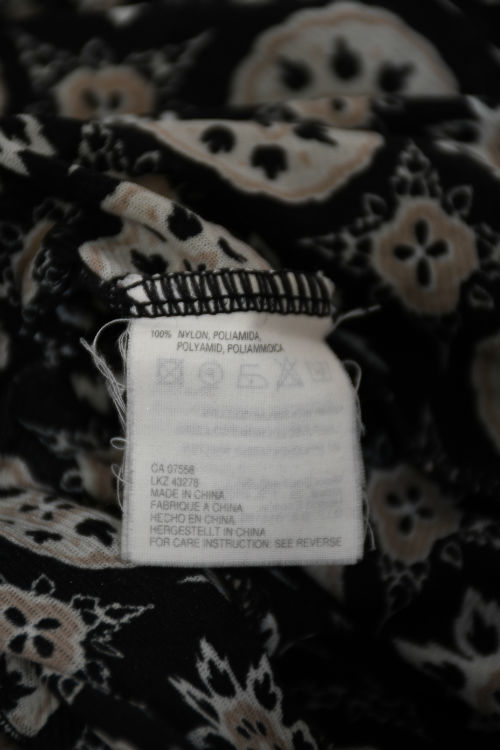 100% NYLON, POLIAMIDA,
POLYAMID, POLIAMMIDICA
CA 07558
LKZ 43278
MADE IN CHINA
FABRIQUE A CHINA
HECHO EN CHINA
HERGESTELLT IN CHINA
FOR CARE INSTRUCTION: SEE REVERSE